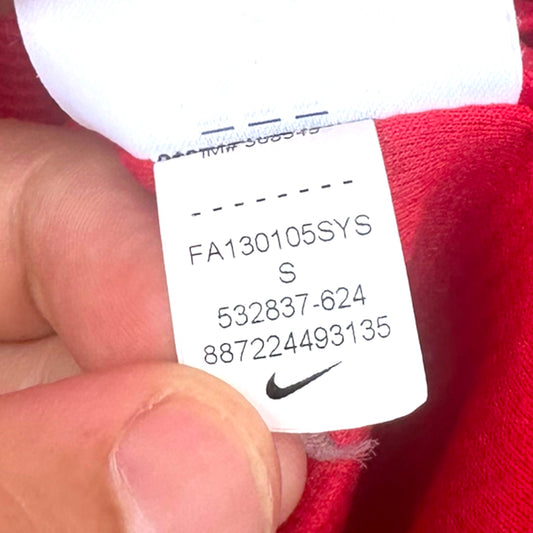 - - - - - - - - -
FA130105SYS
S
532837-624
887224493135